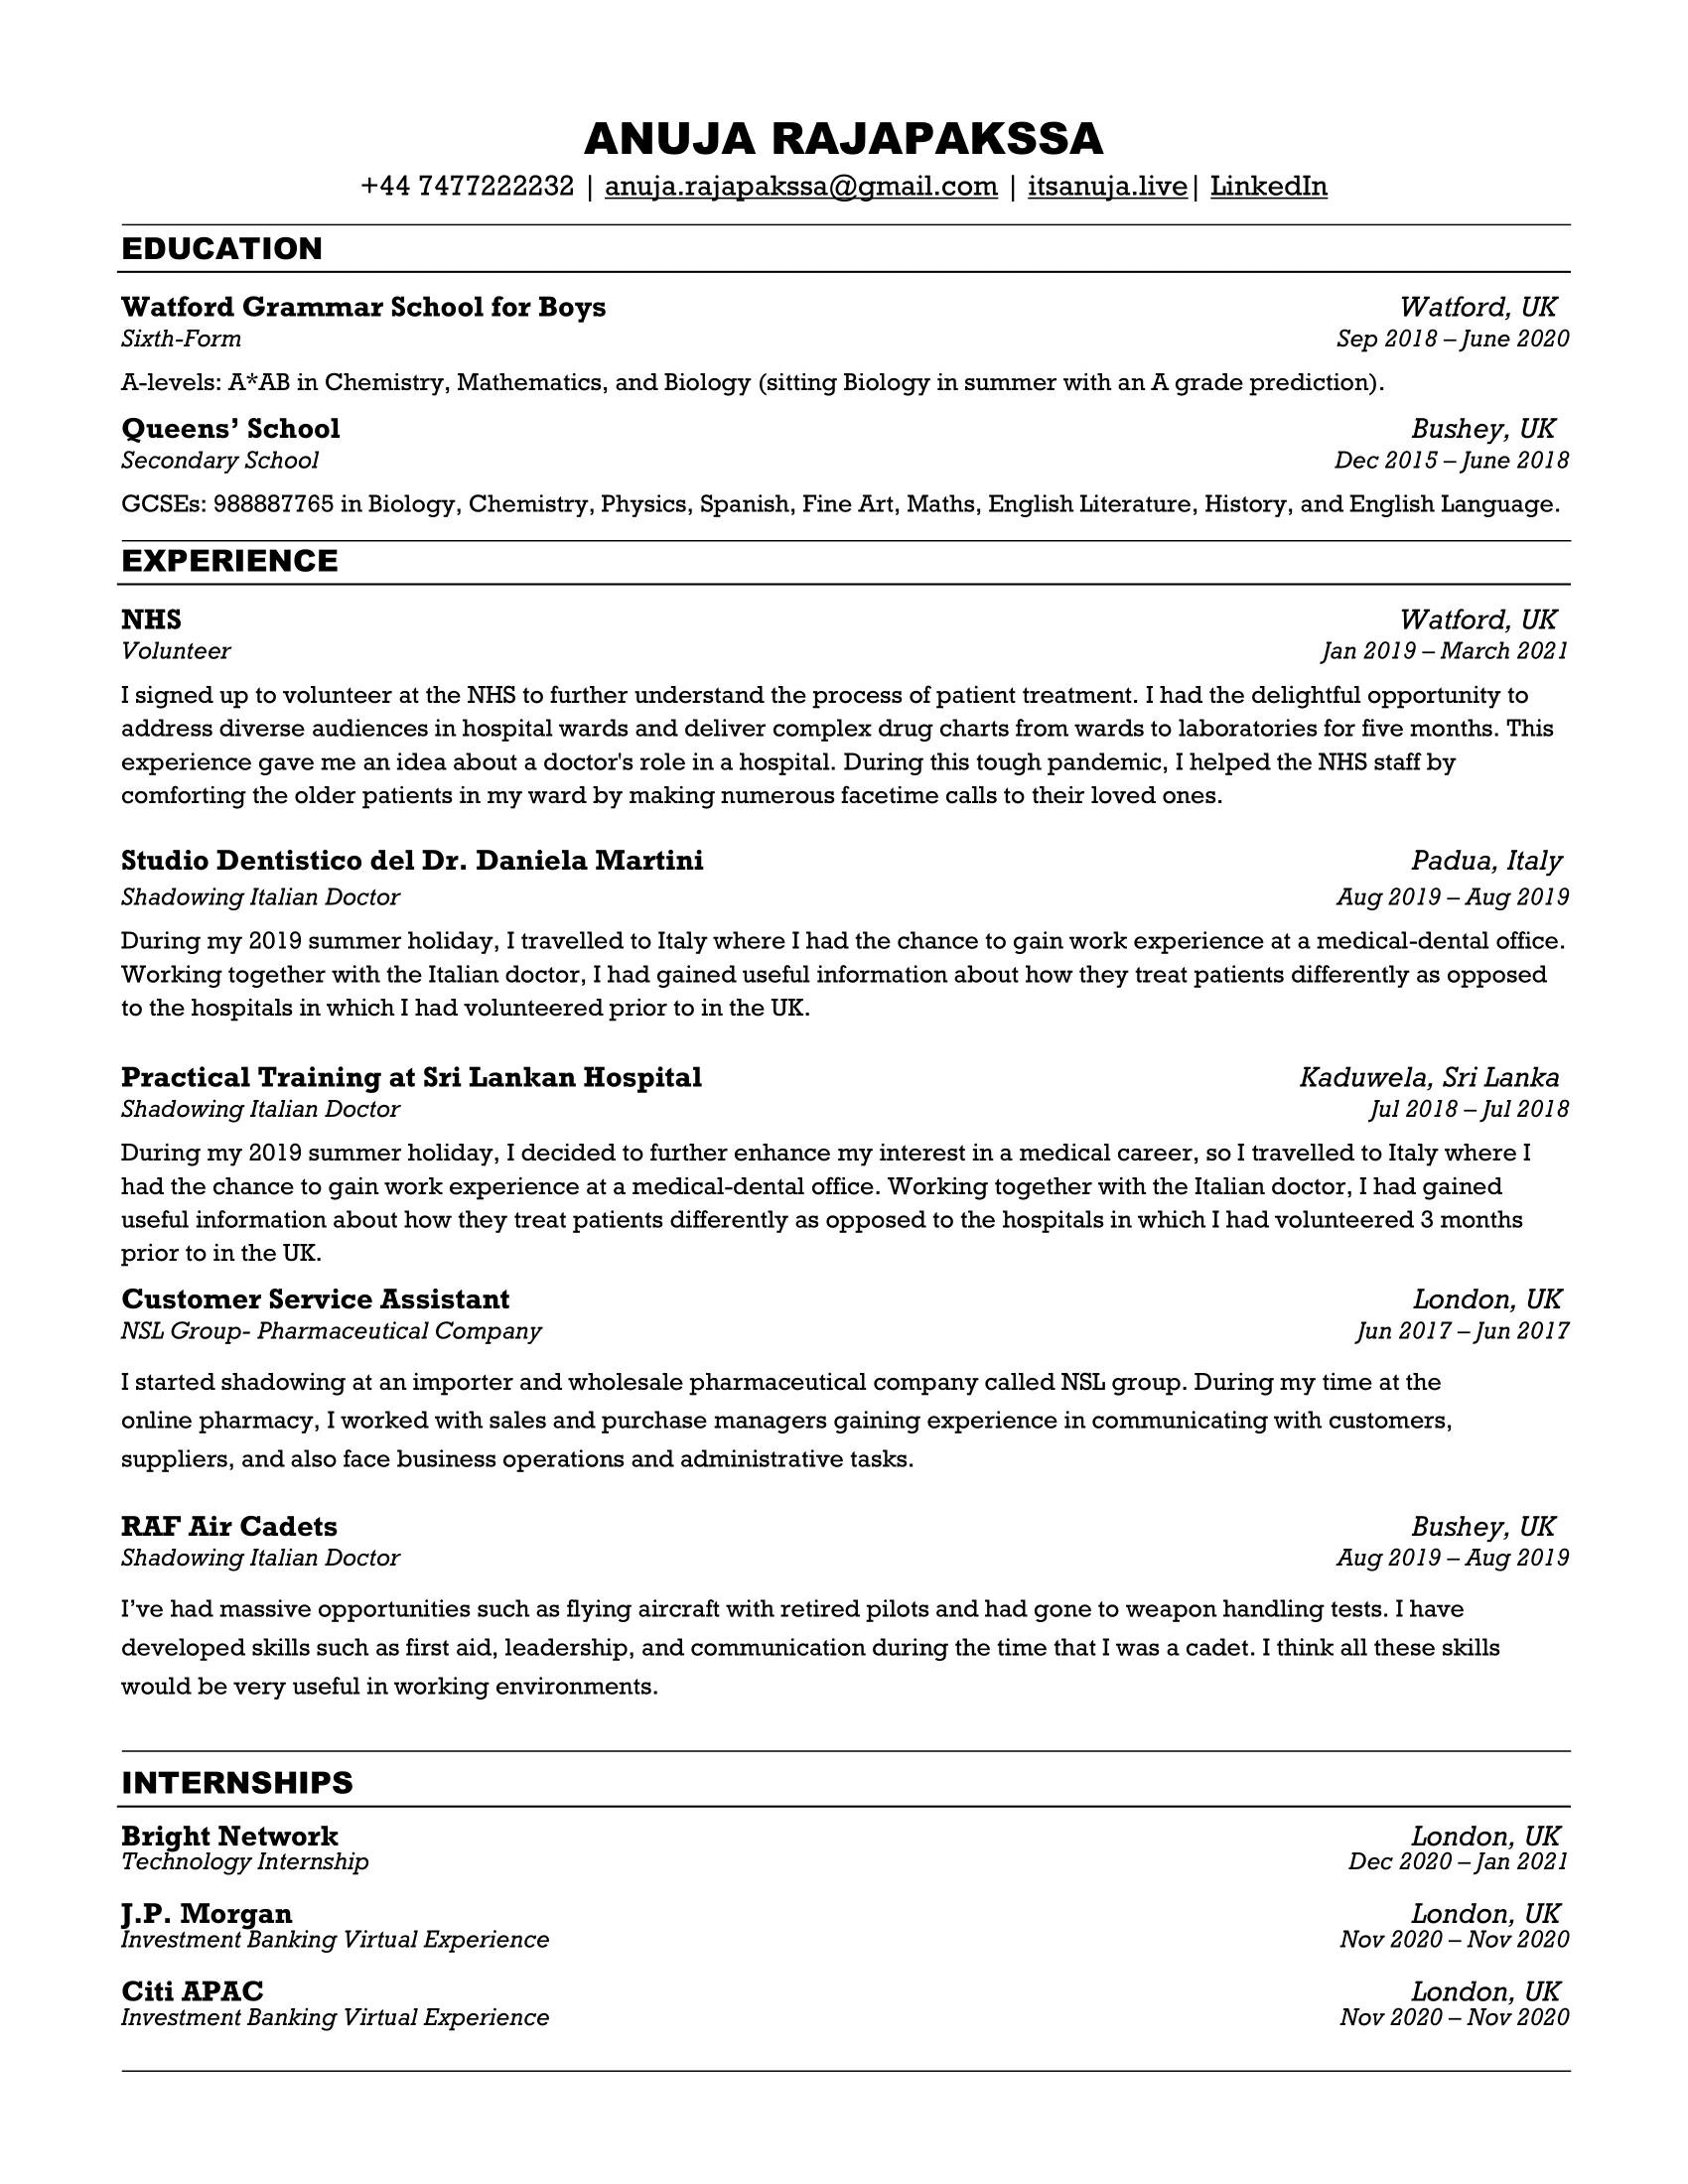 ANUJA RAJAPAKSSA
+44 7477222232 | anuja.rajapakssa@gmail.com | itsanuja.live| LinkedIn
EDUCATION
Watford Grammar School for Boys Watford, UK
Sixth-Form Sep 2018 – June 2020
A-levels: A*AB in Chemistry, Mathematics, and Biology (sitting Biology in summer with an A grade prediction).
Queens’ School Bushey, UK
Secondary School Dec 2015 – June 2018
GCSEs: 988887765 in Biology, Chemistry, Physics, Spanish, Fine Art, Maths, English Literature, History, and English Language.
EXPERIENCE
NHS Watford, UK
Volunteer Jan 2019 – March 2021
I signed up to volunteer at the NHS to further understand the process of patient treatment. I had the delightful opportunity to
address diverse audiences in hospital wards and deliver complex drug charts from wards to laboratories for five months. This
experience gave me an idea about a doctor's role in a hospital. During this tough pandemic, I helped the NHS staff by
comforting the older patients in my ward by making numerous facetime calls to their loved ones.
Studio Dentistico del Dr. Daniela Martini Padua, Italy
Shadowing Italian Doctor Aug 2019 – Aug 2019
During my 2019 summer holiday, I travelled to Italy where I had the chance to gain work experience at a medical-dental office.
Working together with the Italian doctor, I had gained useful information about how they treat patients differently as opposed
to the hospitals in which I had volunteered prior to in the UK.
Practical Training at Sri Lankan Hospital Kaduwela, Sri Lanka
Shadowing Italian Doctor Jul 2018 – Jul 2018
During my 2019 summer holiday, I decided to further enhance my interest in a medical career, so I travelled to Italy where I
had the chance to gain work experience at a medical-dental office. Working together with the Italian doctor, I had gained
useful information about how they treat patients differently as opposed to the hospitals in which I had volunteered 3 months
prior to in the UK.
Customer Service Assistant London, UK
NSL Group- Pharmaceutical Company Jun 2017 – Jun 2017
I started shadowing at an importer and wholesale pharmaceutical company called NSL group. During my time at the
online pharmacy, I worked with sales and purchase managers gaining experience in communicating with customers,
suppliers, and also face business operations and administrative tasks.
RAF Air Cadets Bushey, UK
Shadowing Italian Doctor Aug 2019 – Aug 2019
I’ve had massive opportunities such as flying aircraft with retired pilots and had gone to weapon handling tests. I have
developed skills such as first aid, leadership, and communication during the time that I was a cadet. I think all these skills
would be very useful in working environments.
INTERNSHIPS
Bright Network London, UK
Technology Internship Dec 2020 – Jan 2021
J.P. Morgan London, UK
Investment Banking Virtual Experience Nov 2020 – Nov 2020
Citi APAC London, UK
Investment Banking Virtual Experience Nov 2020 – Nov 2020